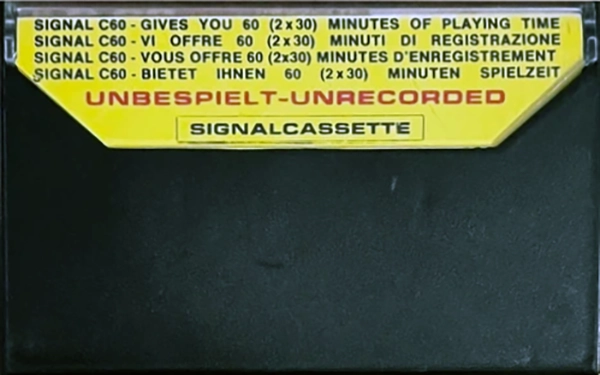 SIGNAL C60 - GIVES YOU 60 (2x30) MINUTES OF PLAYING TIME
SIGNAL C60 - VI OFFRE 60 (2x30) MINUTI DI REGISTRAZIONE
SIGNAL C60 - VOUS OFFRE 60 (2x30) MINUTES D'ENREGISTREMENT
SIGNAL C60 - BIETET IHNEN 60 (2x30) MINUTEN SPIELZEIT
UNBESPIELT-UNRECORDED
SIGNALCASSETTE